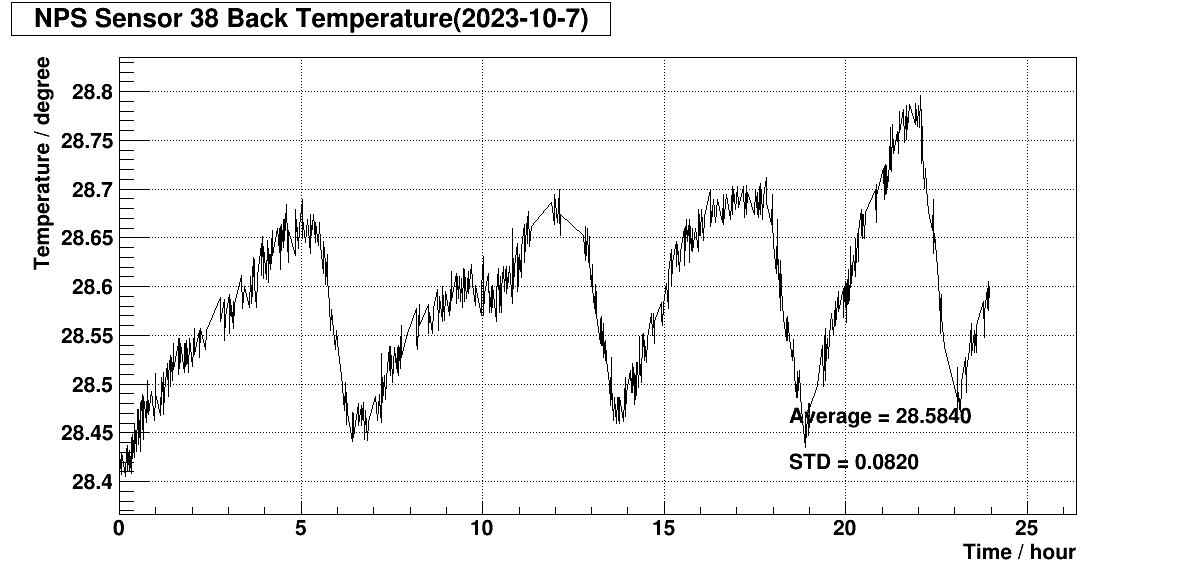 NPS Sensor 38 Back Temperature(2023-10-7)
Temperature / degree
28.8
28.75
28.7
28.65
28.6
28.55
28.5
28.45
28.4
Average = 28.5840
STD = 0.0820
0 5 10 15 20 25
Time / hour